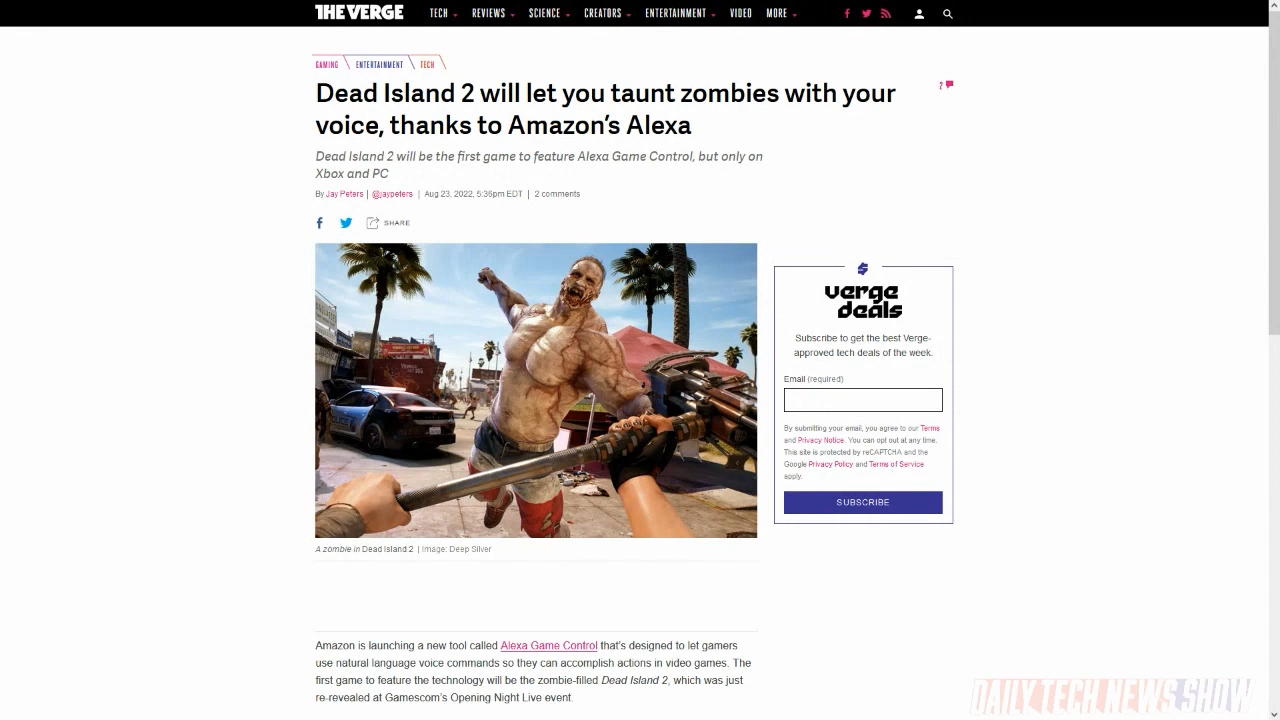 THE VERGE TECH REVIEWS SCIENCE CREATORS ENTERTAINMENT VIDEO MORE
GAMING ENTERTAINMENT TECH
Dead Island 2 will let you taunt zombies with your
voice, thanks to Amazon’s Alexa
2
Dead Island 2 will be the first game to feature Alexa Game Control, but only on
Xbox and PC
By Jay Peters | @jaypeters | Aug 23, 2022, 5:36pm EDT | 2 comments
SHARE
A zombie in Dead Island 2 | Image: Deep Silver
verge
deals
Subscribe to get the best Verge-
approved tech deals of the week.
Email (required)
By submitting your email, you agree to our Terms
and Privacy Notice. You can opt out at any time.
This site is protected by reCAPTCHA and the
Google Privacy Policy and Terms of Service
apply.
SUBSCRIBE
Amazon is launching a new tool called Alexa Game Control that’s designed to let gamers
use natural language voice commands so they can accomplish actions in video games. The
first game to feature the technology will be the zombie-filled Dead Island 2, which was just
re-revealed at Gamescom’s Opening Night Live event.
DAILY TECH NEWS SHOW